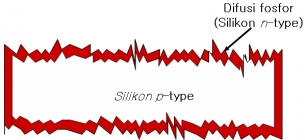 Difusi fosfor
(Silikon n-type)
Silikon p-type